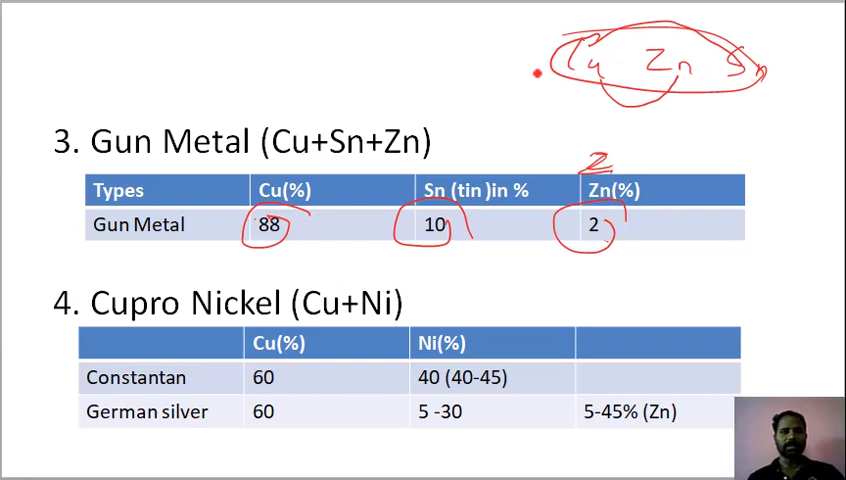 Cu Zn Sn
3. Gun Metal (Cu+Sn+Zn)
Z
Types Cu(%) Sn (tin )in % Zn(%)
Gun Metal 88 10 2
4. Cupro Nickel (Cu+Ni)
Cu(%) Ni(%)
Constantan 60 40 (40-45)
German silver 60 5 -30 5-45% (Zn)